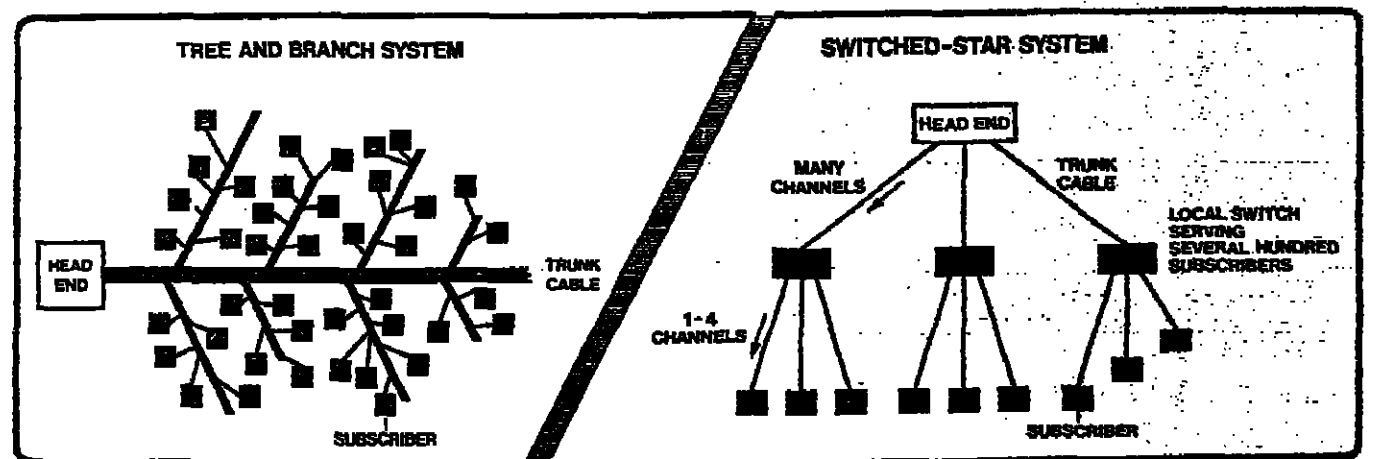 TREE AND BRANCH SYSTEM
HEAD
END
TRUNK
CABLE
SUBSCRIBER
SWITCHED-STAR SYSTEM
HEAD END
MANY
CHANNELS
TRUNK
CABLE
LOCAL SWITCH
SERVING
SEVERAL HUNDRED
SUBSCRIBERS
1-4
CHANNELS
SUBSCRIBER